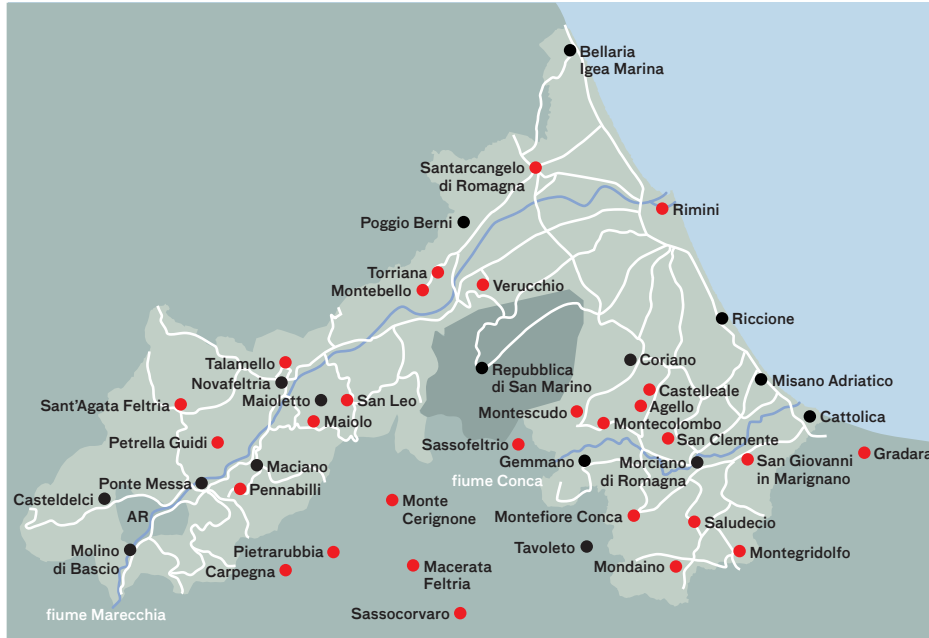 Bellaria
Igea Marina
Santarcangelo
di Romagna
Rimini
Poggio Berni
Torriana
Montebello
Verucchio
Riccione
Talamello
Novafeltria
Maioletto
San Leo
Sant'Agata Feltria
Maiolo
Repubblica
di San Marino
Coriano
Misano Adriatico
Castelleale
Agello
Montescudo
Montecolombo
Cattolica
Petrella Guidi
Sassofeltrio
San Clemente
Gradara
Gemmano
Morciano
di Romagna
San Giovanni
in Marignano
fiume Conca
Maciano
Ponte Messa
Pennabilli
Casteldelci
AR
Monte
Cerignone
Montefiore Conca
Saludecio
Molino
di Bascio
Pietrarubbia
Carpegna
Macerata
Feltria
Tavoleto
Mondaino
Montegridolfo
fiume Marecchia
Sassocorvaro